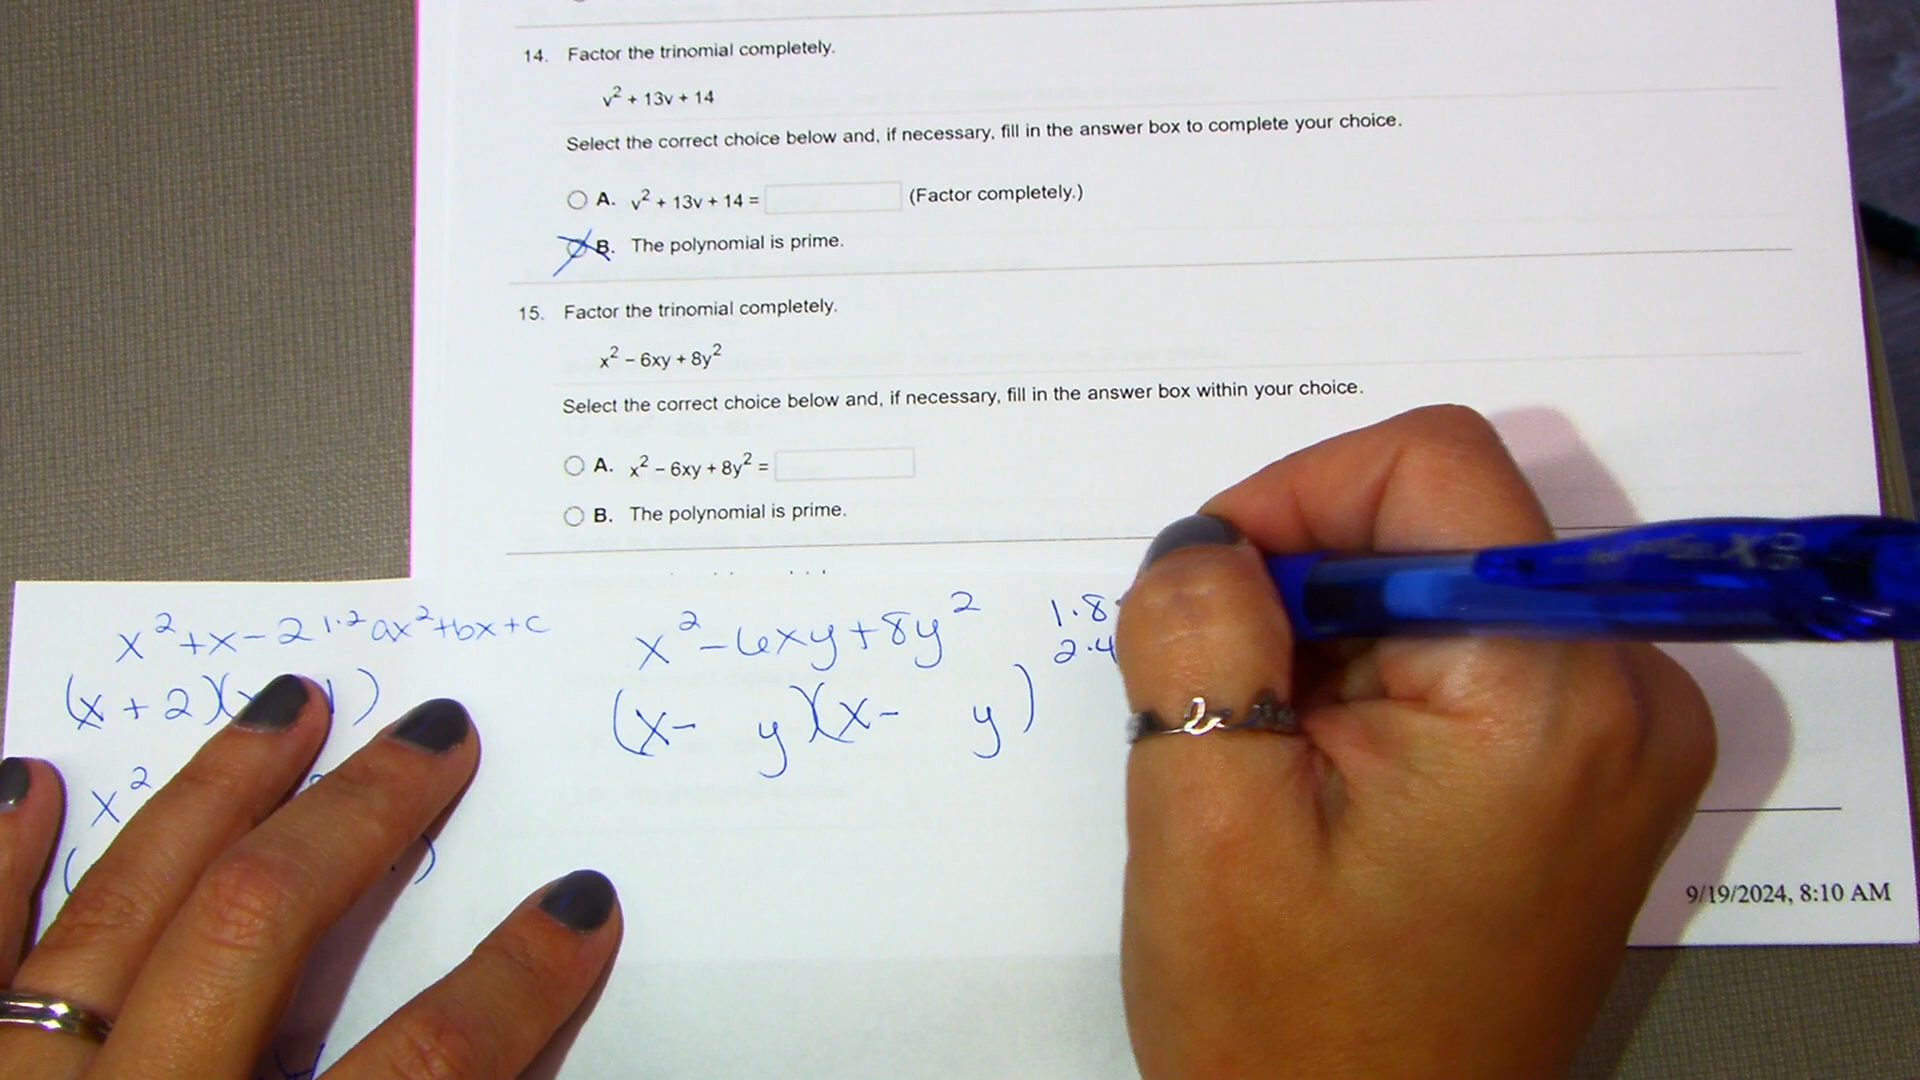 14. Factor the trinomial completely.
v² + 13v + 14
Select the correct choice below and, if necessary, fill in the answer box to complete your choice.
A. v² + 13v + 14 = (Factor completely.)
B. The polynomial is prime.
15. Factor the trinomial completely.
x² − 6xy + 8y²
Select the correct choice below and, if necessary, fill in the answer box within your choice.
A. x² − 6xy + 8y² =
B. The polynomial is prime.
x²+x-2 1·2 ax²+bx+c
(x+2)(
x²
x²-6xy+8y²
(x- y)(x- y)
1·8
2·4
9/19/2024, 8:10 AM